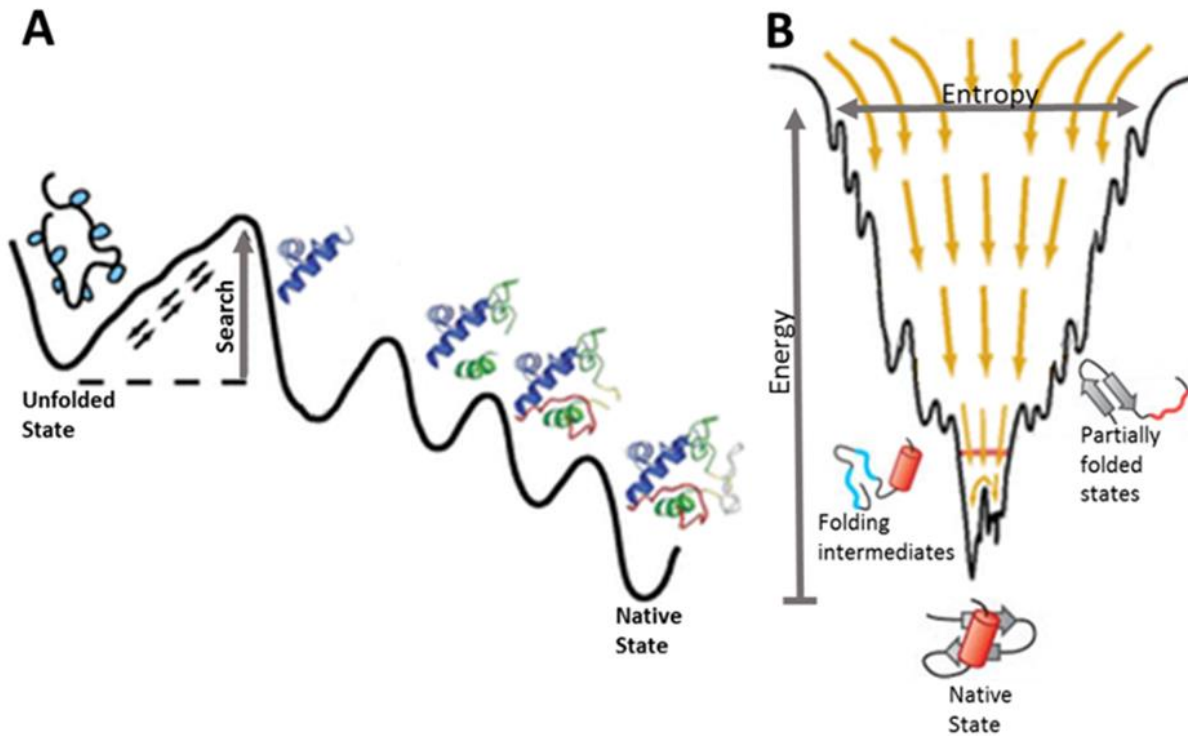 A
Search
Unfolded
State
Native
State
B
Entropy
Energy
Partially
folded
states
Folding
intermediates
Native
State